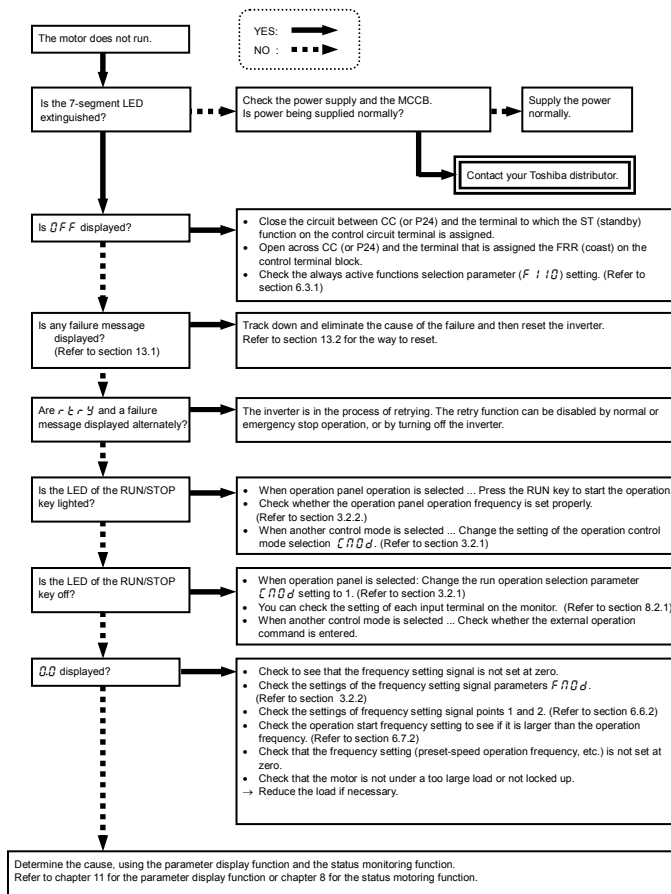 The motor does not run.
YES:
NO :
Is the 7-segment LED
extinguished?
Check the power supply and the MCCB.
Is power being supplied normally?
Supply the power
normally.
Contact your Toshiba distributor.
Is OFF displayed?
• Close the circuit between CC (or P24) and the terminal to which the ST (standby)
function on the control circuit terminal is assigned.
• Open across CC (or P24) and the terminal that is assigned the FRR (coast) on the
control terminal block.
• Check the always active functions selection parameter (F110) setting. (Refer to
section 6.3.1)
Is any failure message
displayed?
(Refer to section 13.1)
Track down and eliminate the cause of the failure and then reset the inverter.
Refer to section 13.2 for the way to reset.
Are rtry and a failure
message displayed alternately?
The inverter is in the process of retrying. The retry function can be disabled by normal or
emergency stop operation, or by turning off the inverter.
Is the LED of the RUN/STOP
key lighted?
• When operation panel operation is selected ... Press the RUN key to start the operation.
• Check whether the operation panel operation frequency is set properly.
(Refer to section 3.2.2.)
• When another control mode is selected ... Change the setting of the operation control
mode selection CMOd. (Refer to section 3.2.1)
Is the LED of the RUN/STOP
key off?
• When operation panel is selected: Change the run operation selection parameter
CMOd setting to 1. (Refer to section 3.2.1)
• You can check the setting of each input terminal on the monitor. (Refer to section 8.2.1)
• When another control mode is selected ... Check whether the external operation
command is entered.
0.0 displayed?
• Check to see that the frequency setting signal is not set at zero.
• Check the settings of the frequency setting signal parameters FMOd.
(Refer to section 3.2.2)
• Check the settings of frequency setting signal points 1 and 2. (Refer to section 6.6.2)
• Check the operation start frequency setting to see if it is larger than the operation
frequency. (Refer to section 6.7.2)
• Check that the frequency setting (preset-speed operation frequency, etc.) is not set at
zero.
• Check that the motor is not under a too large load or not locked up.
→ Reduce the load if necessary.
Determine the cause, using the parameter display function and the status monitoring function.
Refer to chapter 11 for the parameter display function or chapter 8 for the status motoring function.